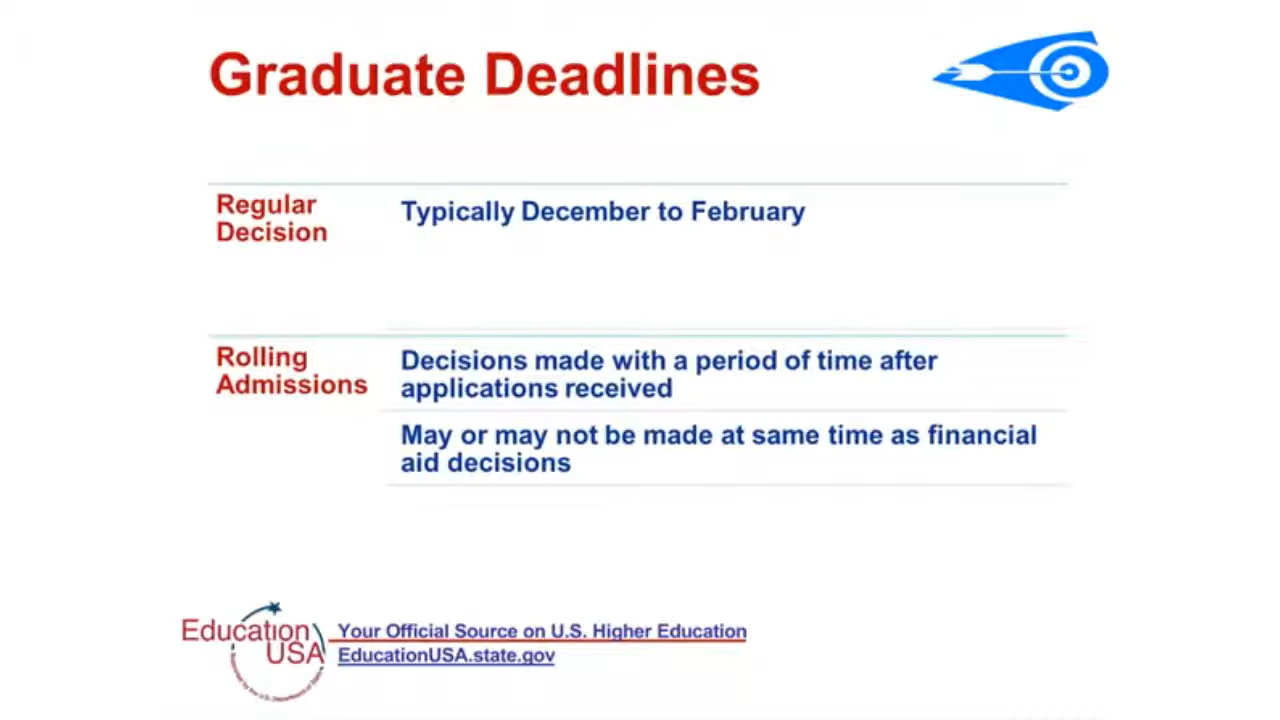 Graduate Deadlines
Regular
Decision
Typically December to February
Rolling
Admissions
Decisions made with a period of time after
applications received
May or may not be made at same time as financial
aid decisions
Education
USA
Your Official Source on U.S. Higher Education
EducationUSA.state.gov